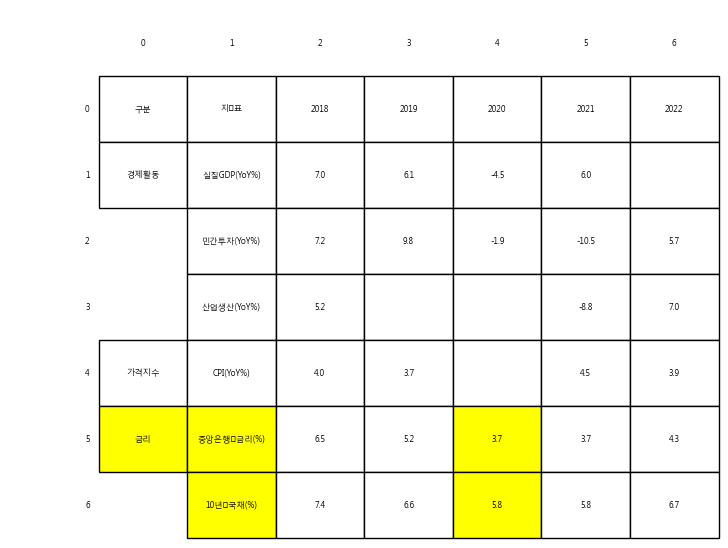 0 1 2 3 4 5 6
0 구분 지□표 2018 2019 2020 2021 2022
1 경제활동 실질GDP(YoY%) 7.0 6.1 -4.5 6.0
2 민간투자(YoY%) 7.2 9.8 -1.9 -10.5 5.7
3 산업생산(YoY%) 5.2 -8.8 7.0
4 가격지수 CPI(YoY%) 4.0 3.7 4.5 3.9
5 금리 중앙은행□금리(%) 6.5 5.2 3.7 3.7 4.3
6 10년□국채(%) 7.4 6.6 5.8 5.8 6.7